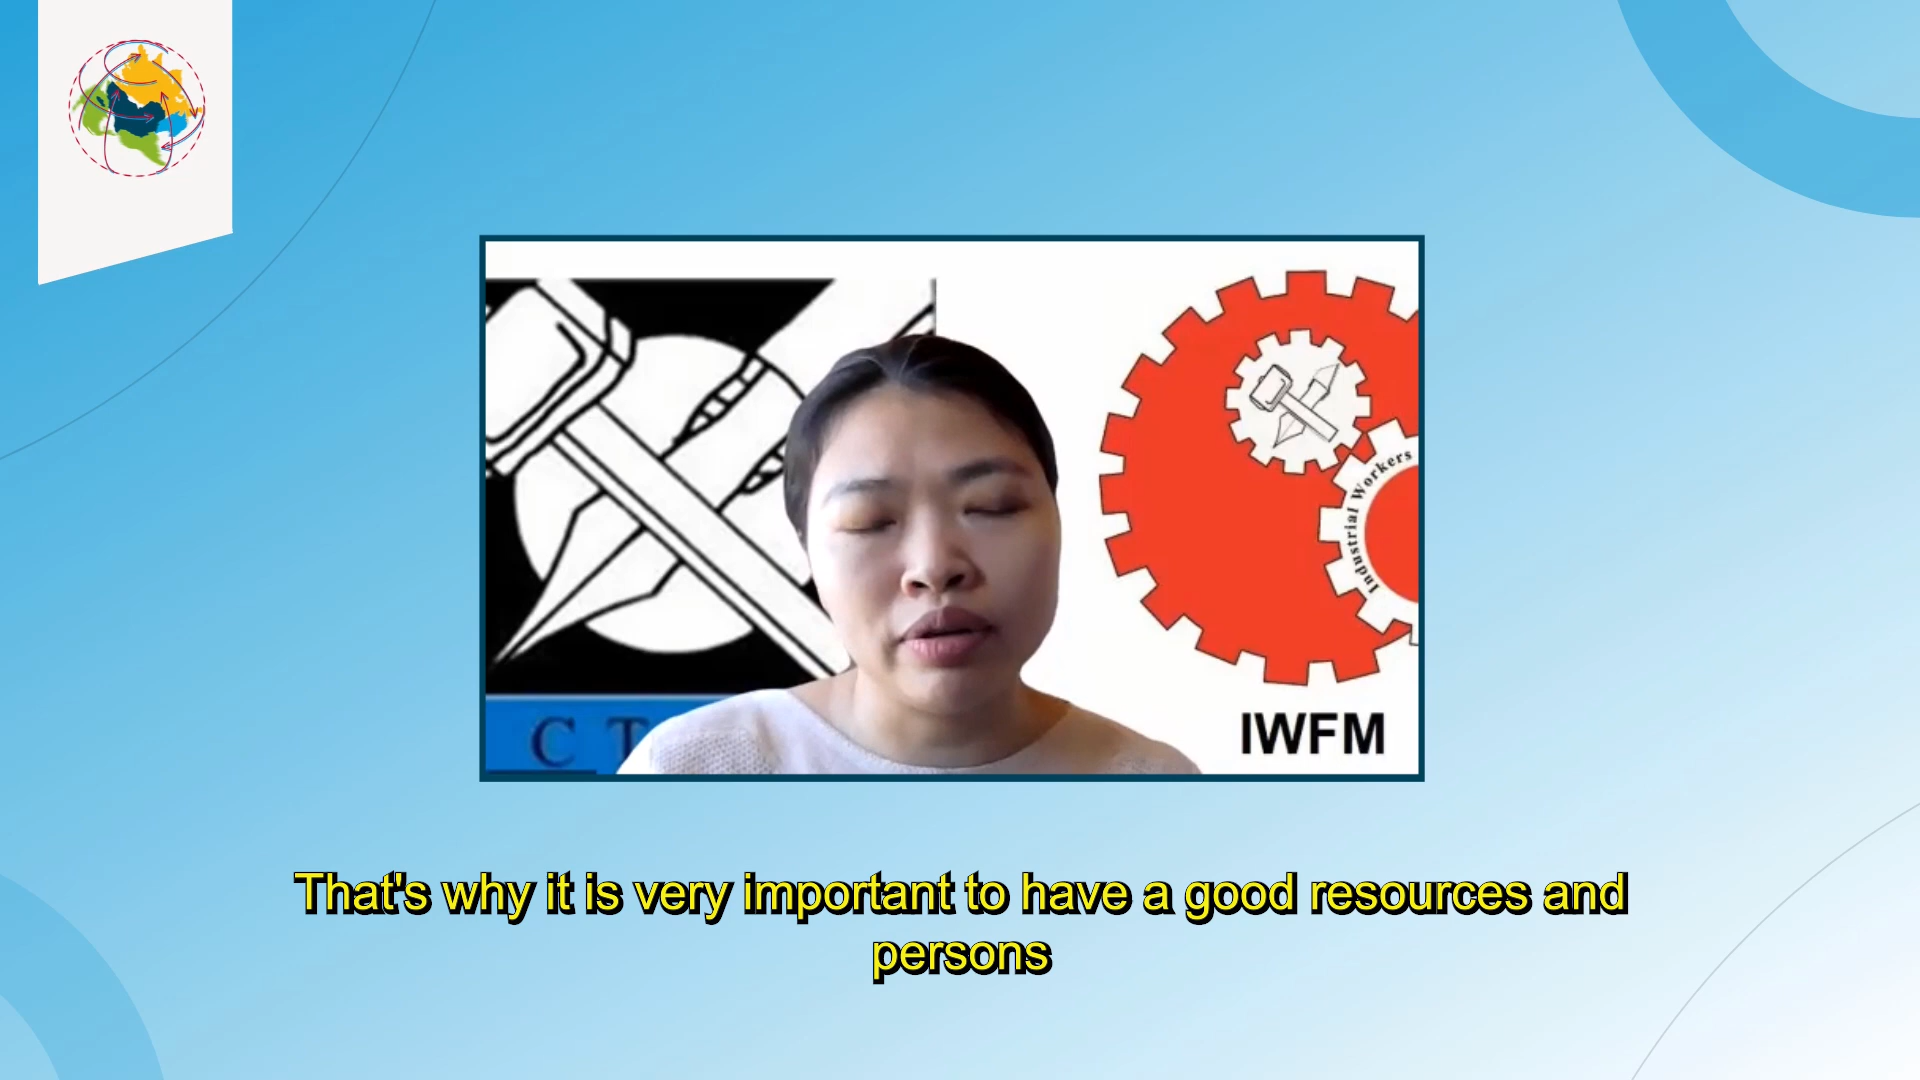 Industrial Workers
C T
IWFM
That's why it is very important to have a good resources and
persons